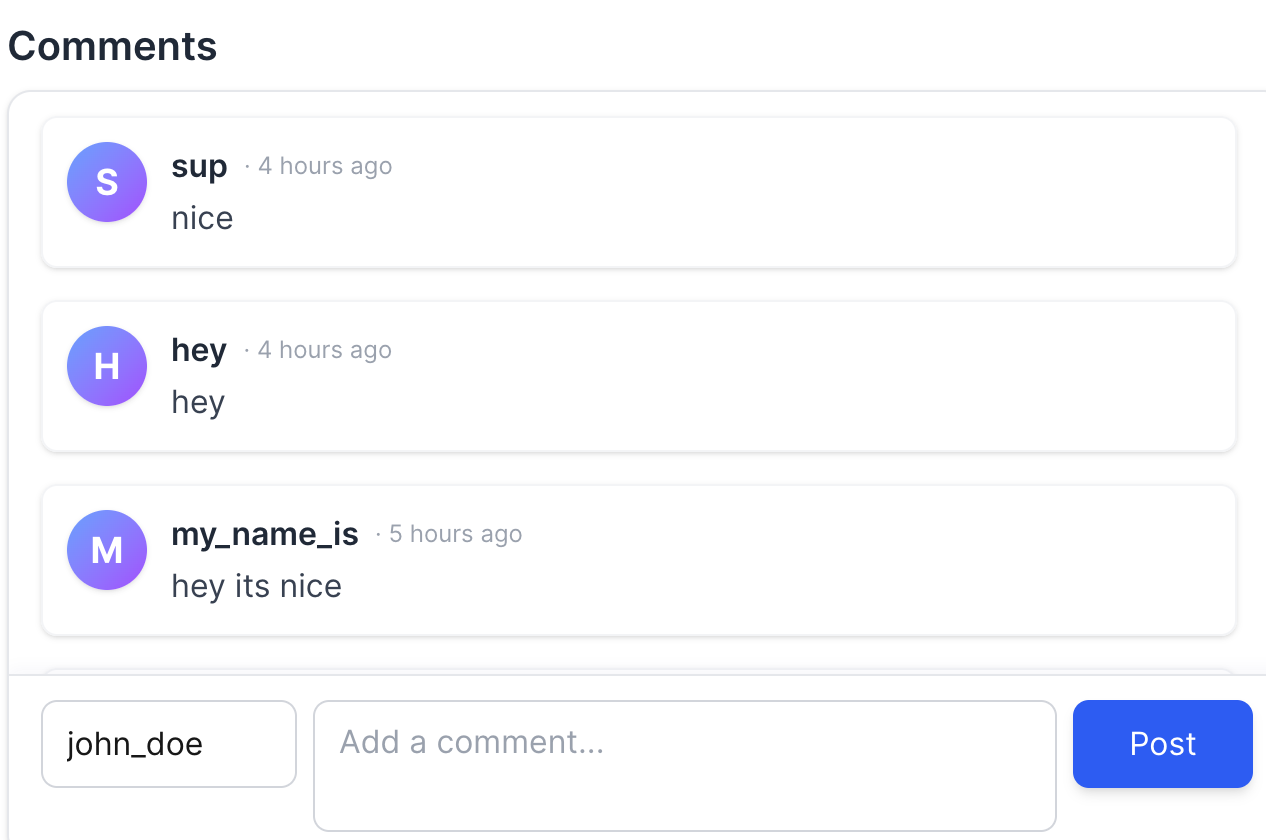 Comments
S
sup · 4 hours ago
nice
H
hey · 4 hours ago
hey
M
my_name_is · 5 hours ago
hey its nice
john_doe
Add a comment...
Post